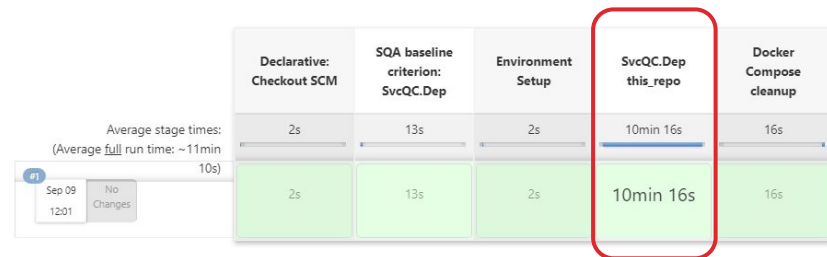 Declarative:
Checkout SCM
SQA baseline
criterion:
SvcQC.Dep
Environment
Setup
SvcQC.Dep
this_repo
Docker
Compose
cleanup
Average stage times:
(Average full run time: ~11min
10s)
2s
13s
2s
10min 16s
16s
#1
Sep 09
12:01
No
Changes
2s
13s
2s
10min 16s
16s